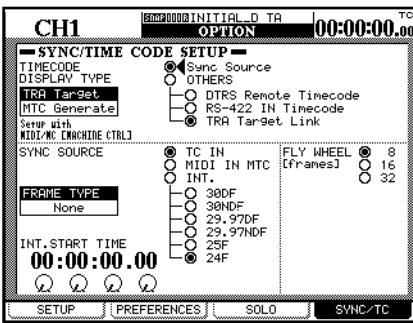 CH1
SNAP000B INITIAL_D TA
OPTION
TC
00:00:00.00
SYNC/TIME CODE SETUP
TIMECODE
DISPLAY TYPE
Sync Source
OTHERS
TRA Target
MTC Generate
DTRS Remote Timecode
RS-422 IN Timecode
TRA Target Link
Setup with
MIDI/MC [MACHINE CTRL]
SYNC SOURCE
TC IN
MIDI IN MTC
INT.
FLY WHEEL
[frames]
8
16
32
FRAME TYPE
None
30DF
30NDF
29.97DF
29.97NDF
25F
24F
INT.START TIME
00:00:00.00
SETUP
PREFERENCES
SOLO
SYNC/TC